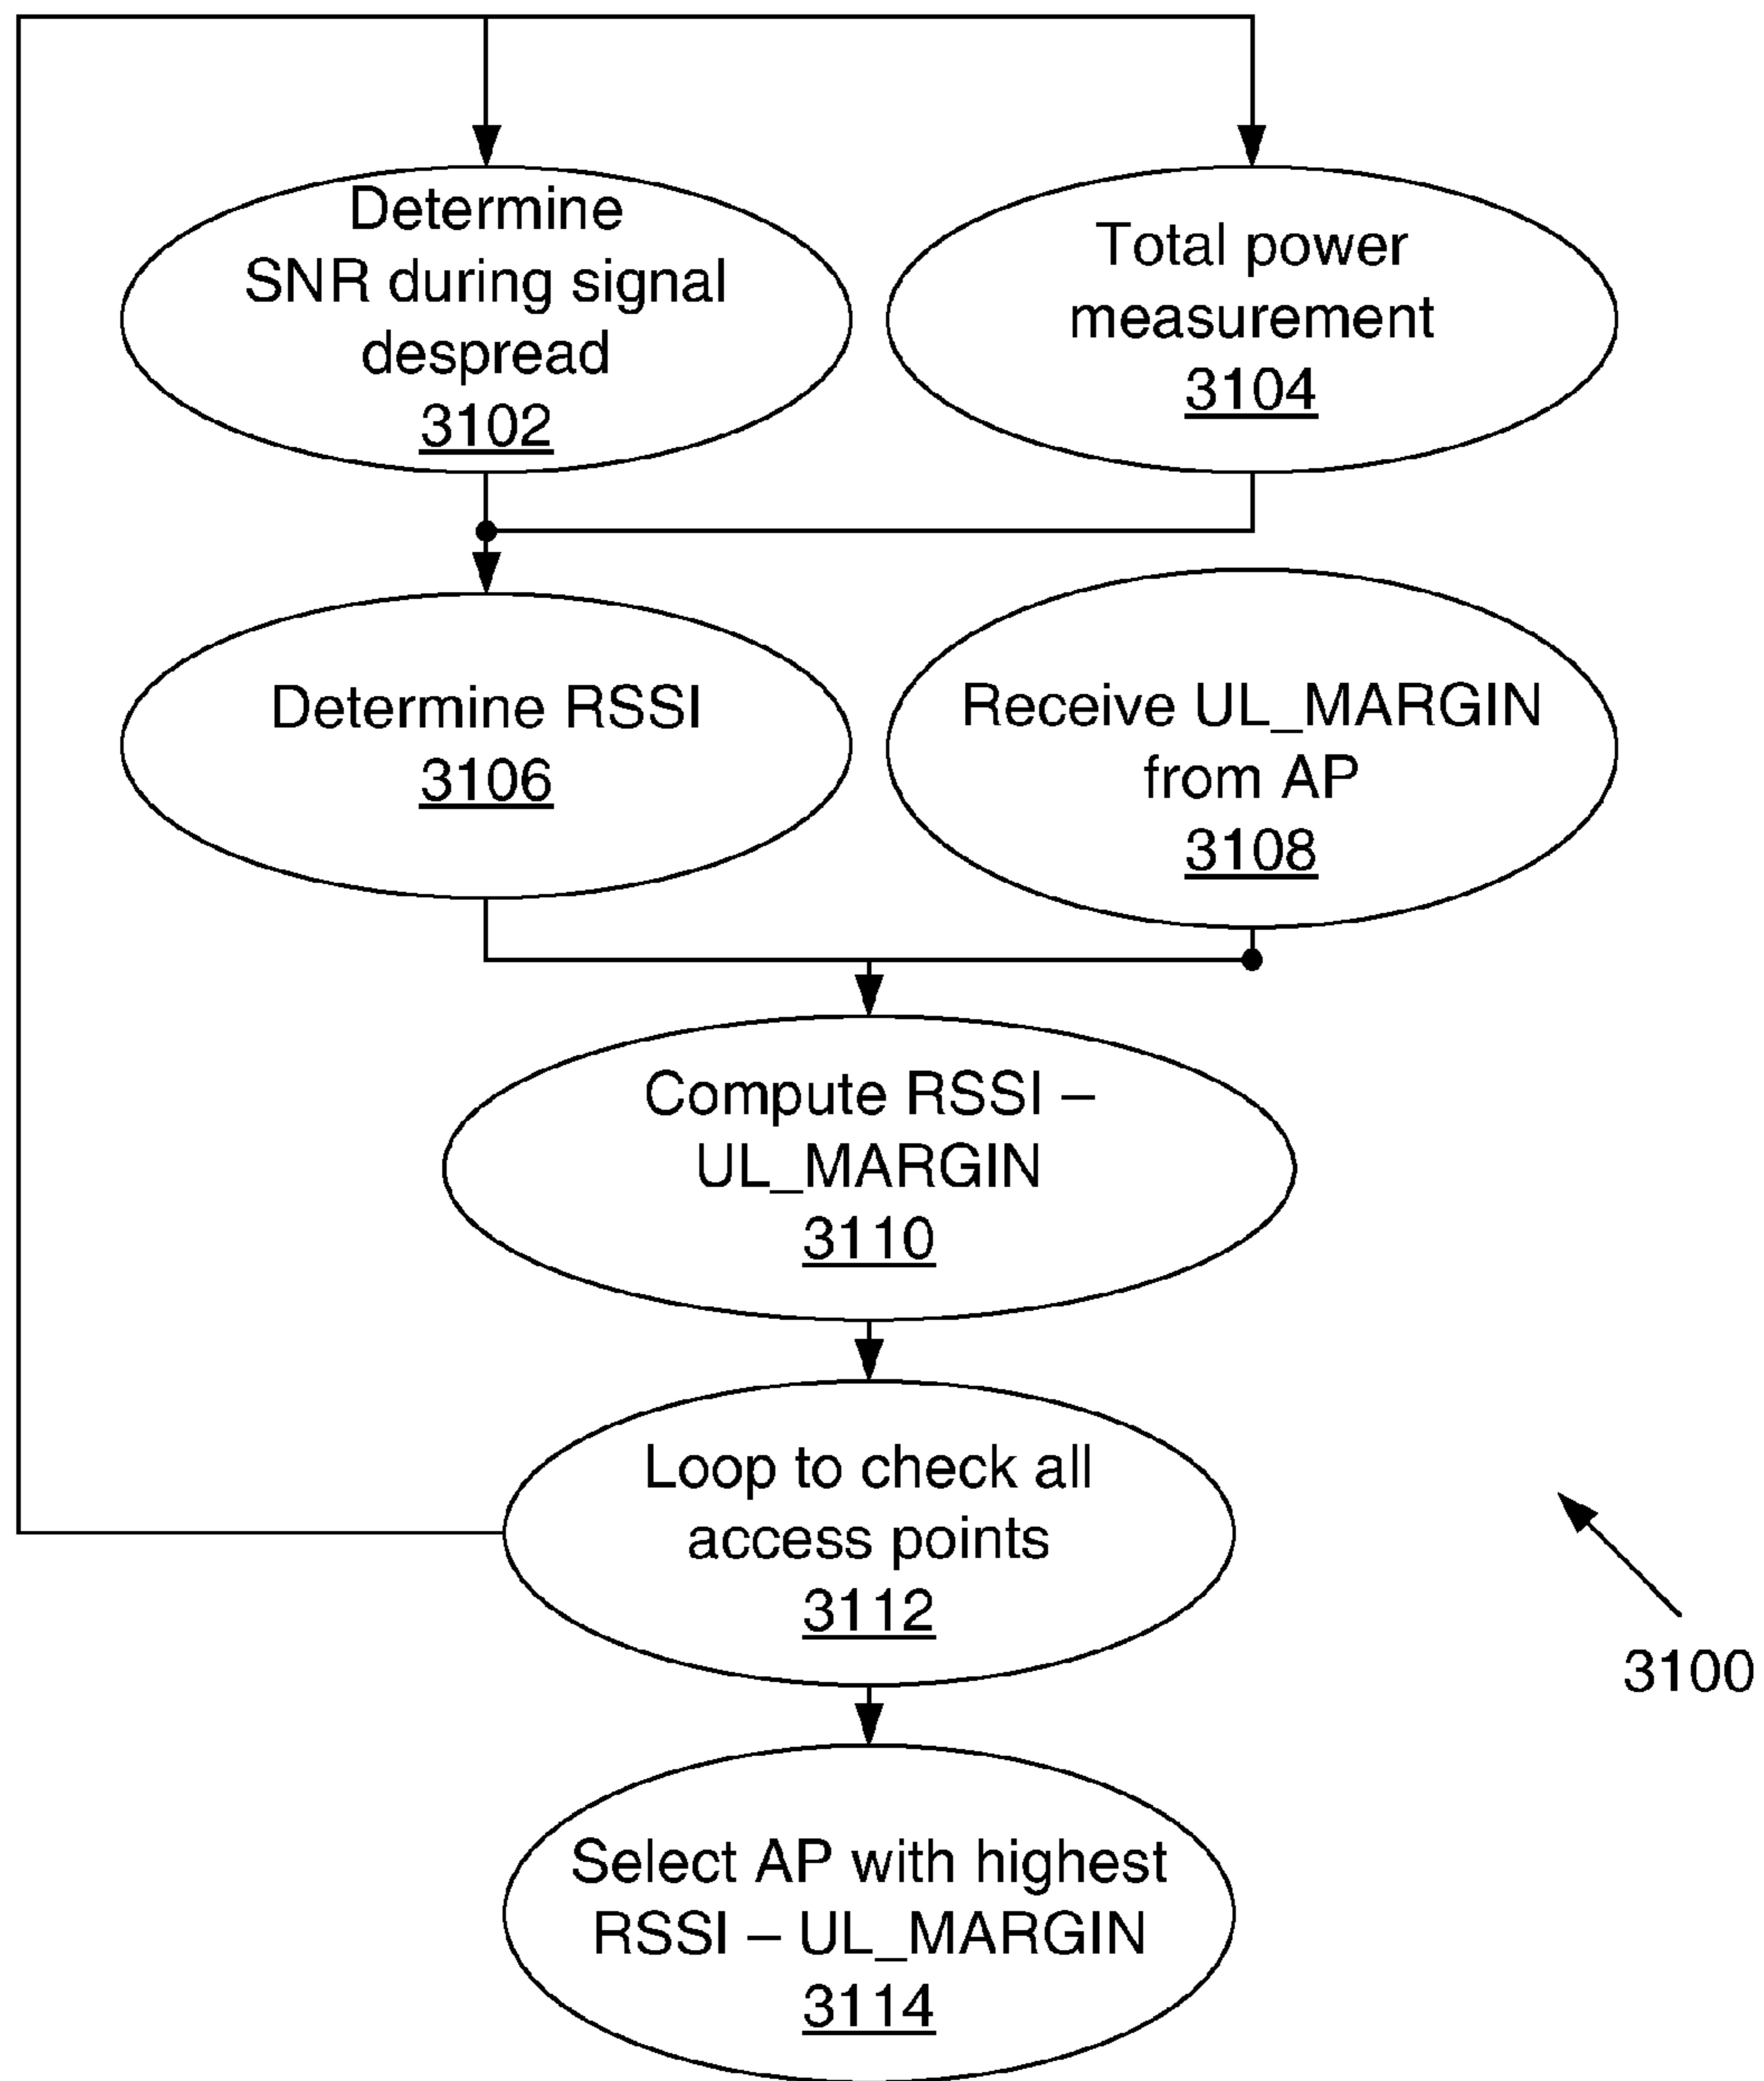 Determine
SNR during signal
despread
3102
Total power
measurement
3104
Determine RSSI
3106
Receive UL_MARGIN
from AP
3108
Compute RSSI –
UL_MARGIN
3110
Loop to check all
access points
3112
3100
Select AP with highest
RSSI – UL_MARGIN
3114